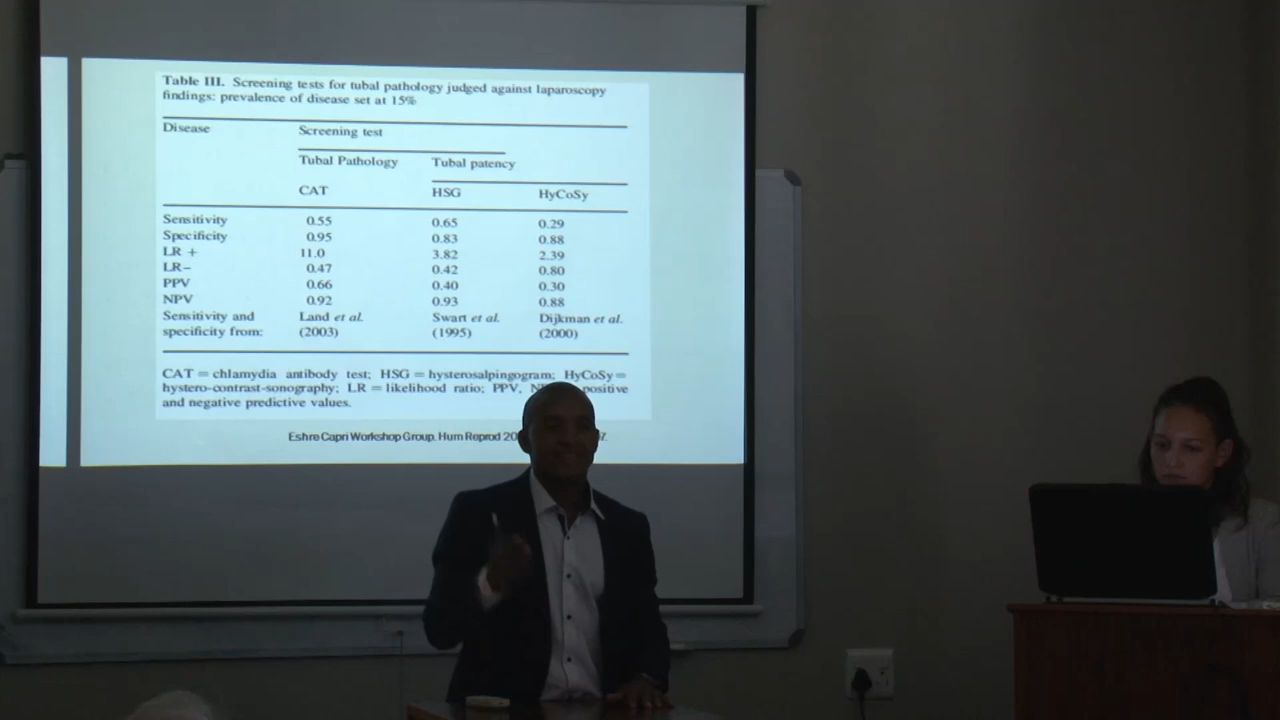 Table III. Screening tests for tubal pathology judged against laparoscopy
findings: prevalence of disease set at 15%
Disease Screening test
Tubal Pathology Tubal patency
CAT HSG HyCoSy
Sensitivity 0.55 0.65 0.29
Specificity 0.95 0.83 0.88
LR + 11.0 3.82 2.39
LR− 0.47 0.42 0.80
PPV 0.66 0.40 0.30
NPV 0.92 0.93 0.88
Sensitivity and Land et al. Swart et al. Dijkman et al.
specificity from: (2003) (1995) (2000)
CAT = chlamydia antibody test; HSG = hysterosalpingogram; HyCoSy =
hystero-contrast-sonography; LR = likelihood ratio; PPV, positive
and negative predictive values.
Eshre Capri Workshop Group. Hum Reprod